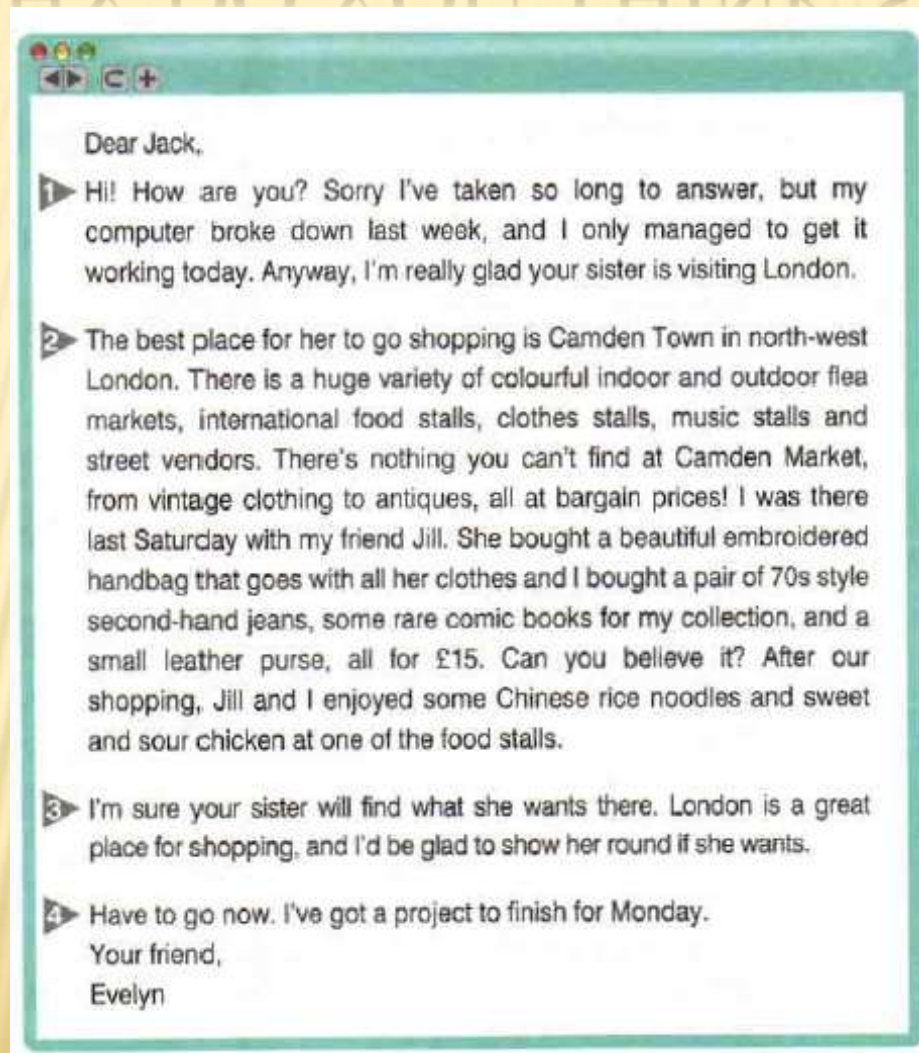 Dear Jack,
1 Hi! How are you? Sorry I've taken so long to answer, but my
computer broke down last week, and I only managed to get it
working today. Anyway, I'm really glad your sister is visiting London.
2 The best place for her to go shopping is Camden Town in north-west
London. There is a huge variety of colourful indoor and outdoor flea
markets, international food stalls, clothes stalls, music stalls and
street vendors. There's nothing you can't find at Camden Market,
from vintage clothing to antiques, all at bargain prices! I was there
last Saturday with my friend Jill. She bought a beautiful embroidered
handbag that goes with all her clothes and I bought a pair of 70s style
second-hand jeans, some rare comic books for my collection, and a
small leather purse, all for £15. Can you believe it? After our
shopping, Jill and I enjoyed some Chinese rice noodles and sweet
and sour chicken at one of the food stalls.
3 I'm sure your sister will find what she wants there. London is a great
place for shopping, and I'd be glad to show her round if she wants.
4 Have to go now. I've got a project to finish for Monday.
Your friend,
Evelyn